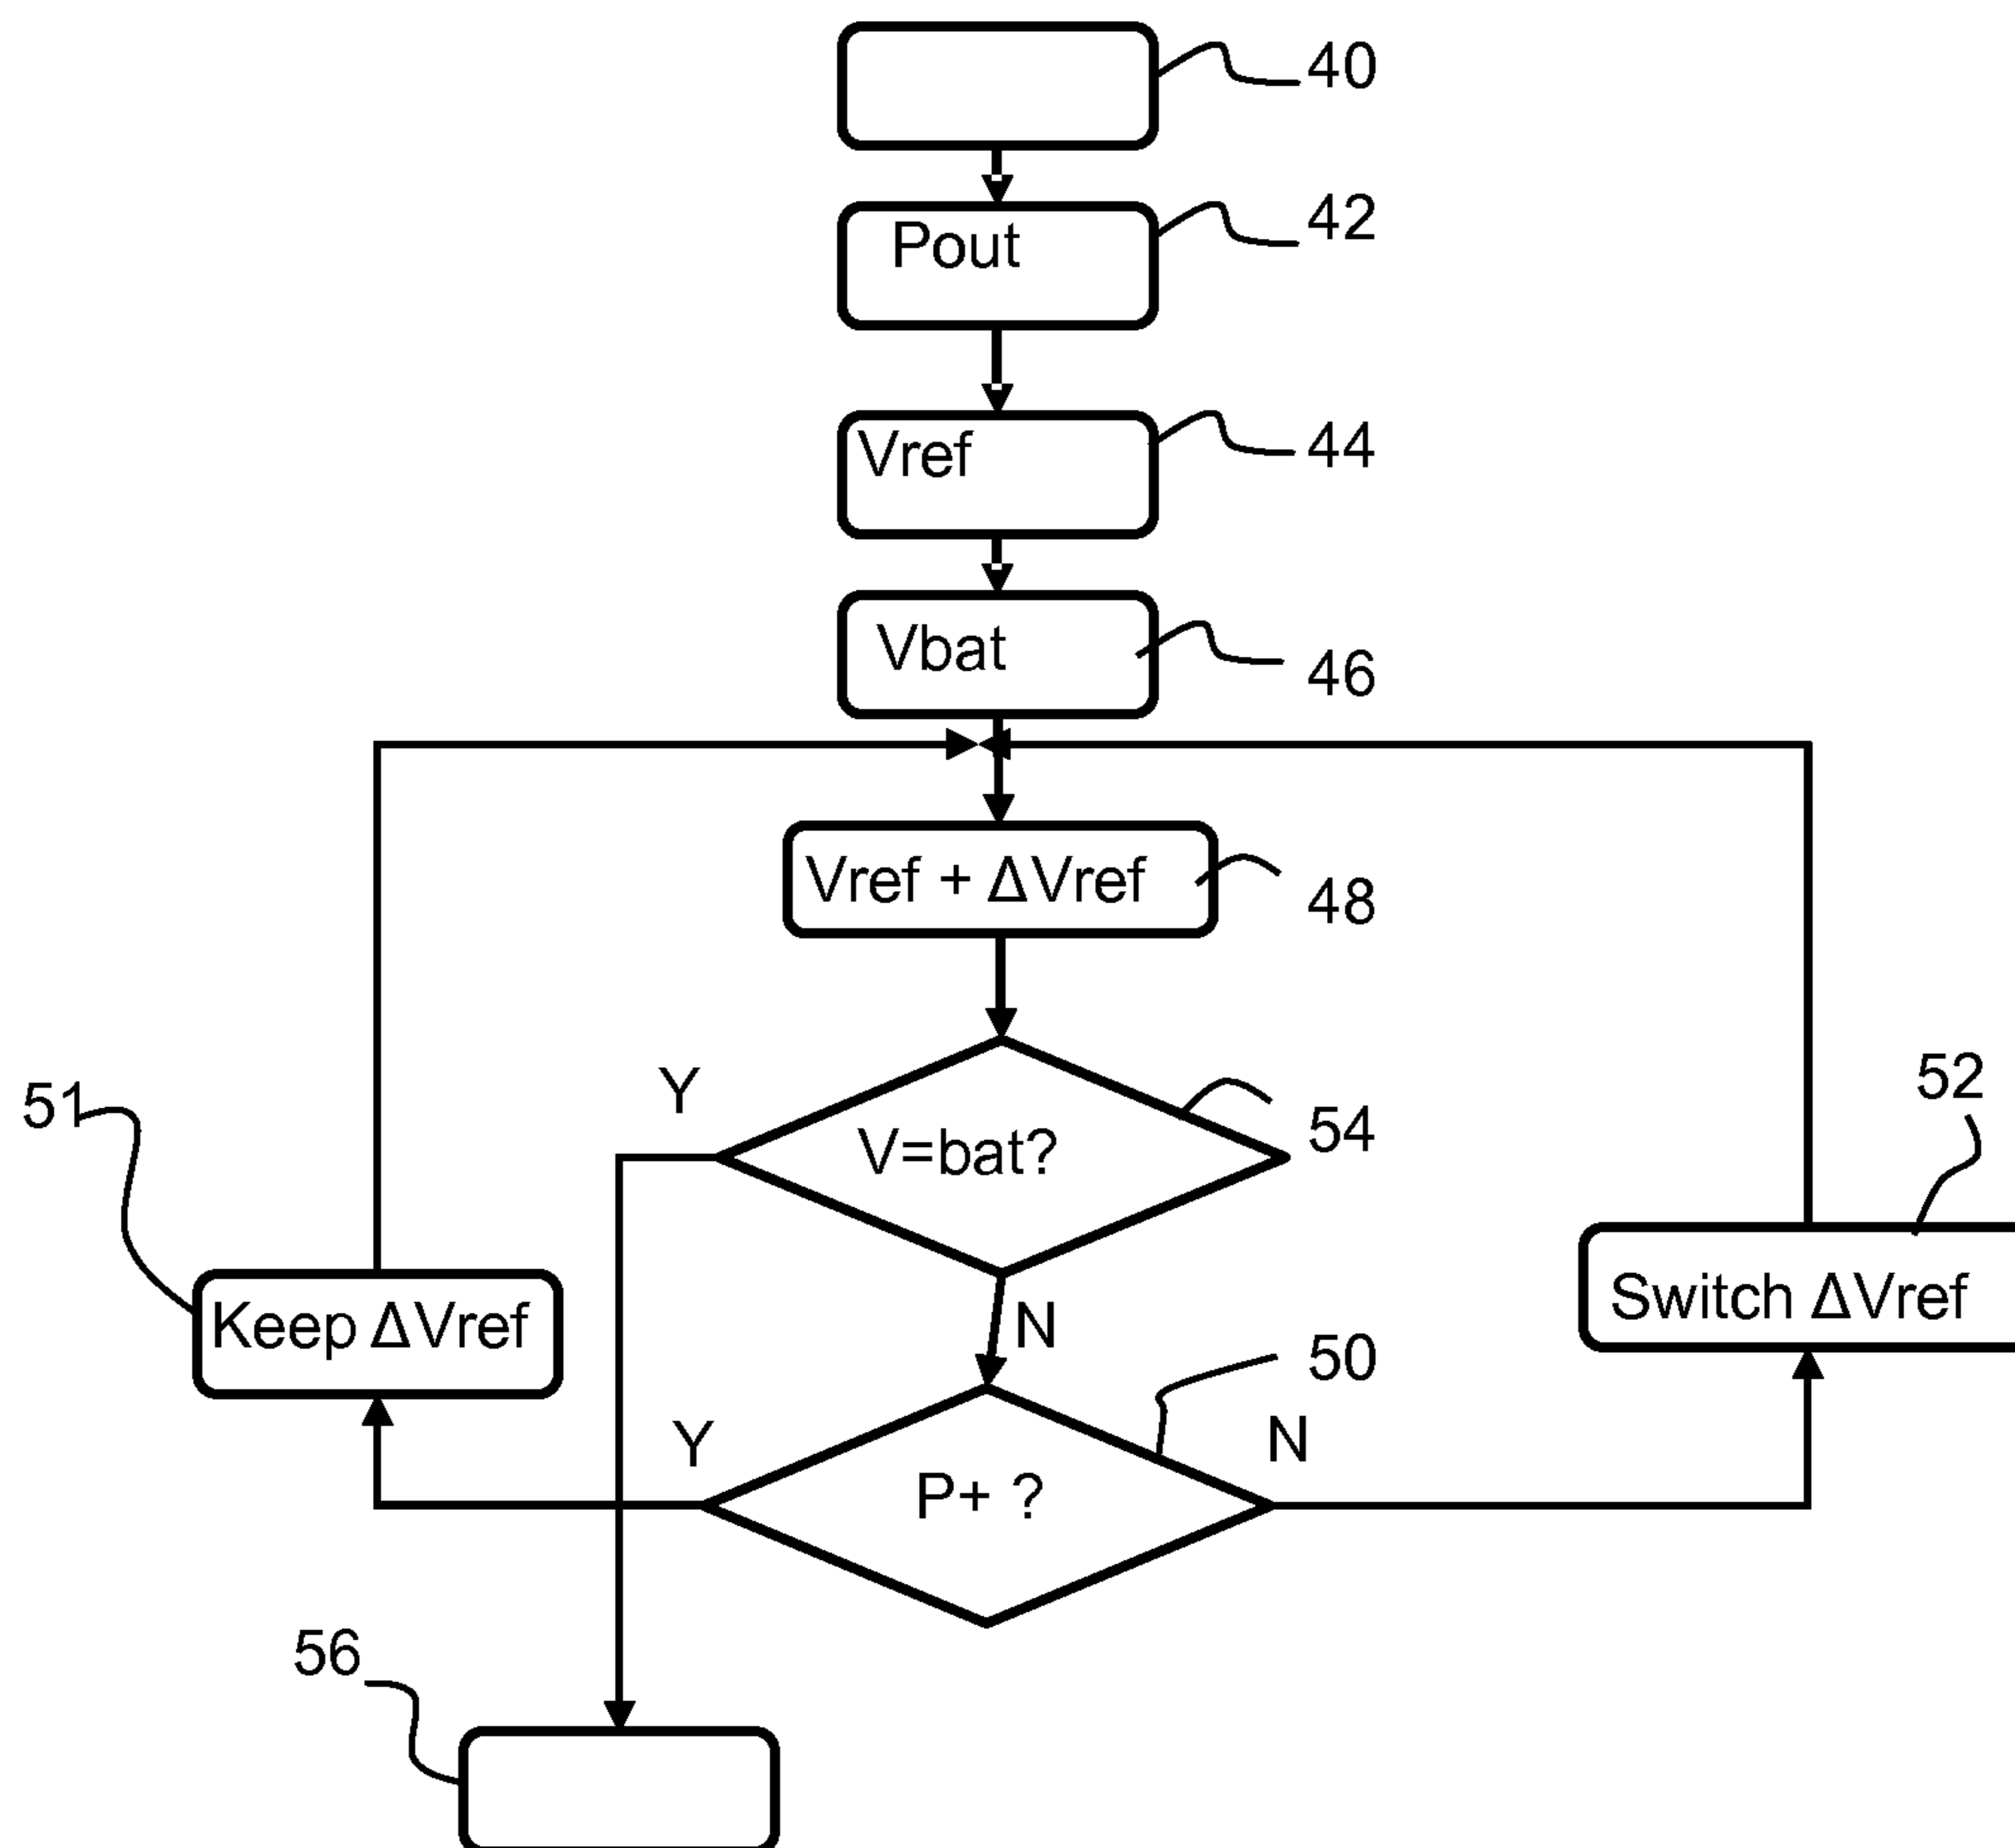 40
Pout
42
Vref
44
Vbat
46
Vref + ΔVref
48
Y
V=bat?
54
51
52
Keep ΔVref
N
Switch ΔVref
50
Y
P+ ?
N
56